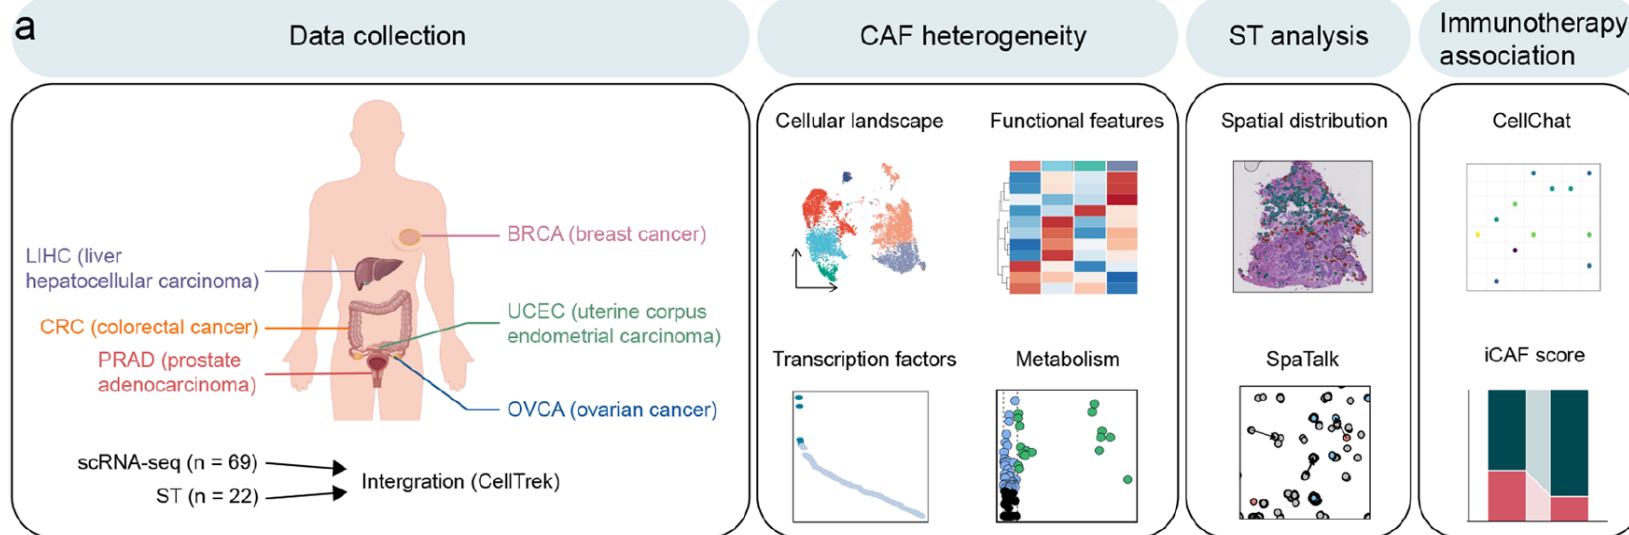 a
Data collection
CAF heterogeneity
ST analysis
Immunotherapy
association
LIHC (liver
hepatocellular carcinoma)
CRC (colorectal cancer)
PRAD (prostate
adenocarcinoma)
BRCA (breast cancer)
UCEC (uterine corpus
endometrial carcinoma)
OVCA (ovarian cancer)
scRNA-seq (n = 69)
ST (n = 22)
Intergration (CellTrek)
Cellular landscape
Functional features
Transcription factors
Metabolism
Spatial distribution
SpaTalk
CellChat
iCAF score